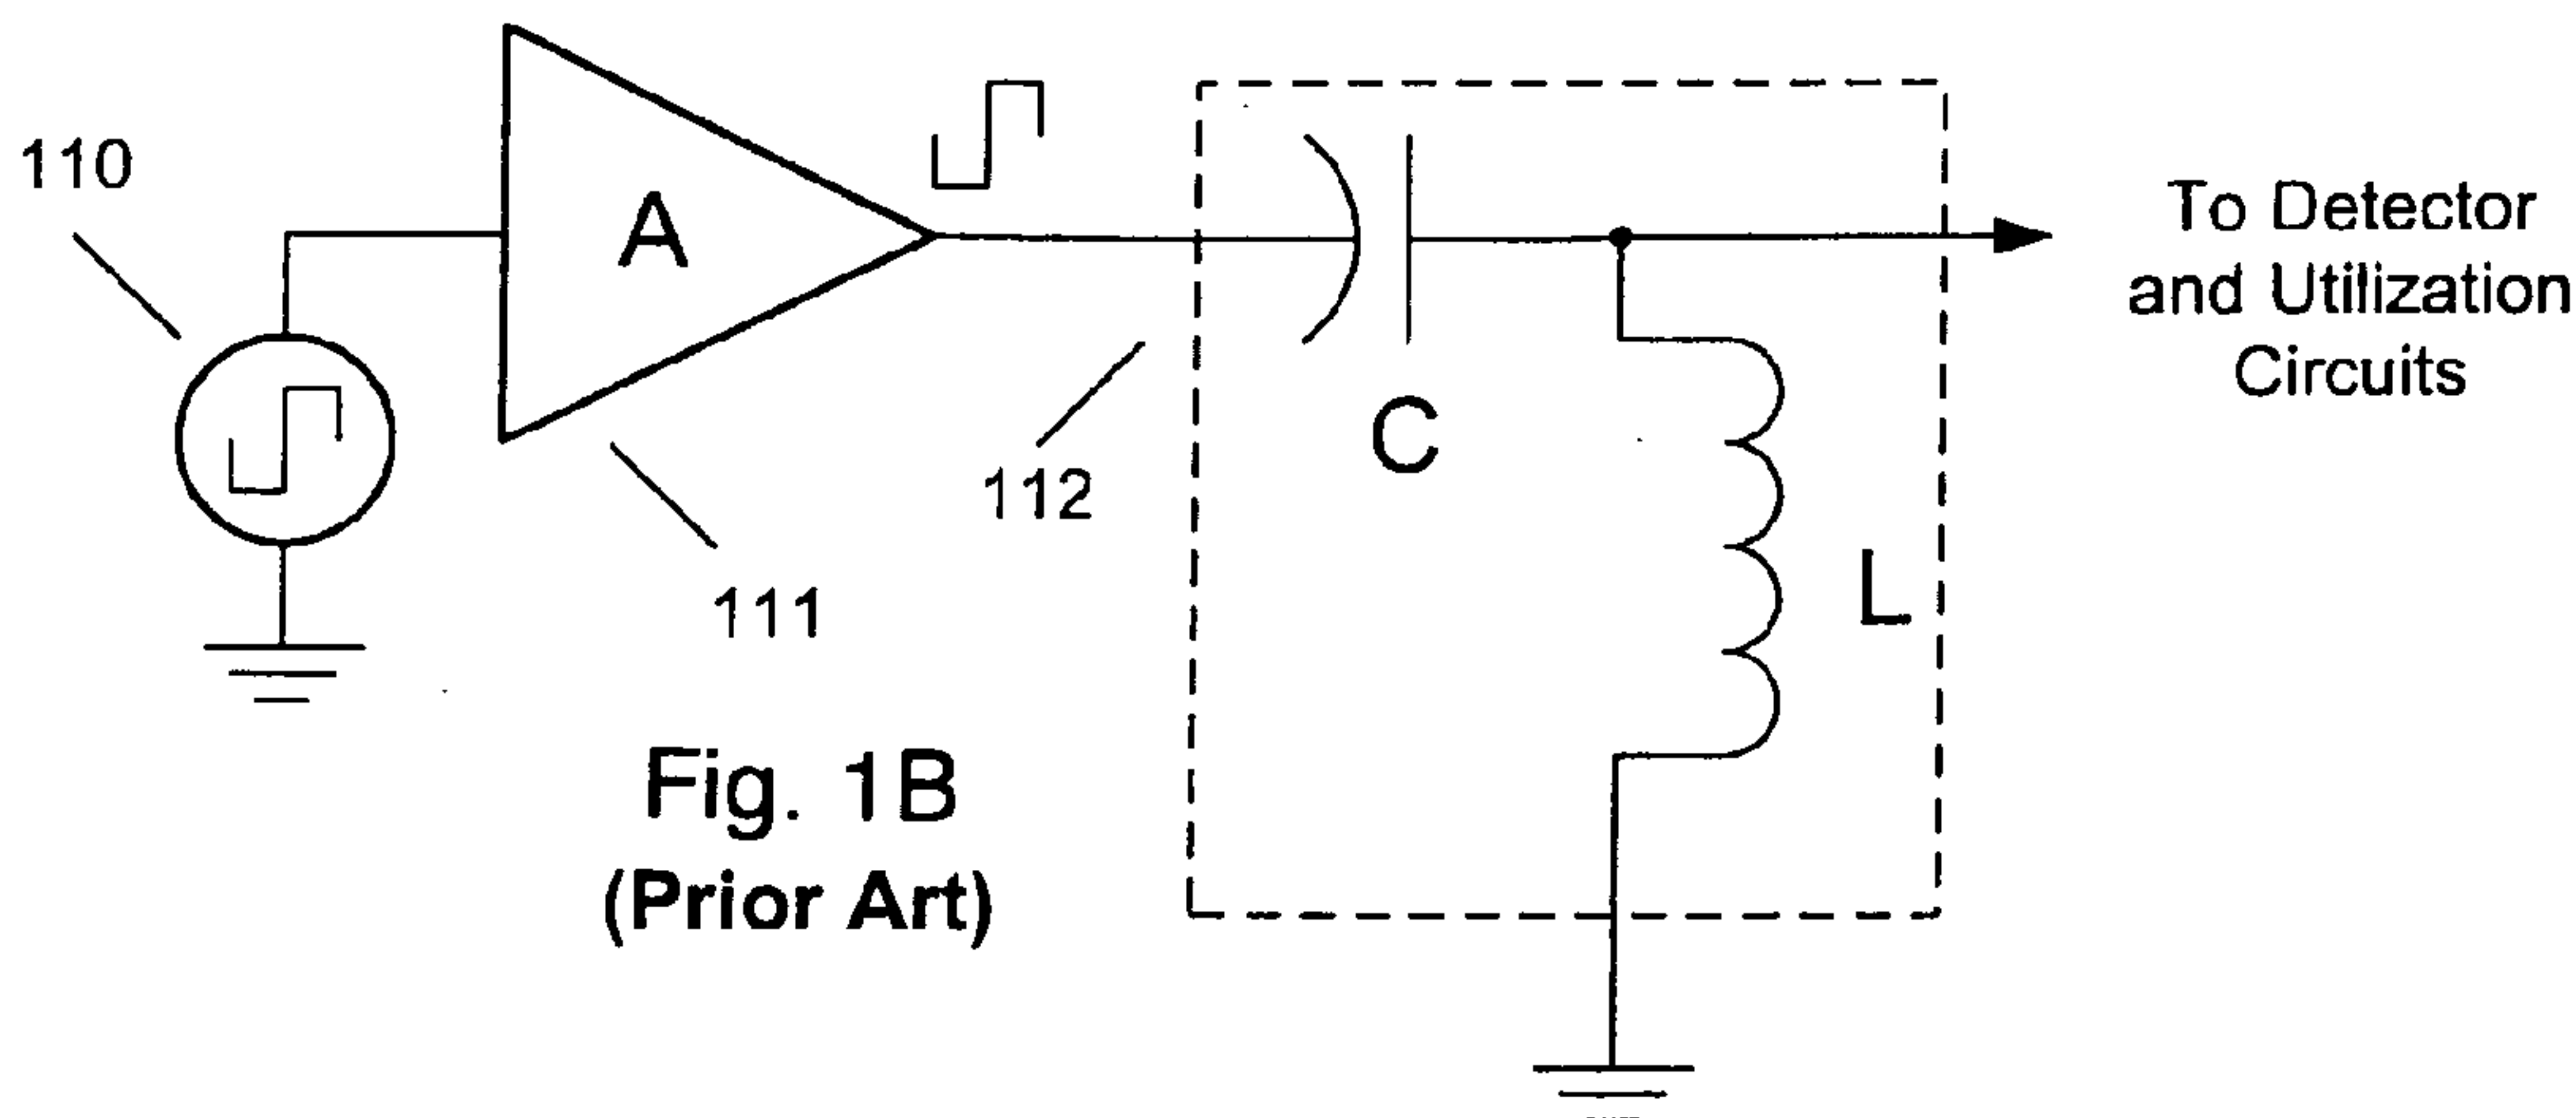 110
A
To Detector
and Utilization
Circuits
C
112
L
111
Fig. 1B
(Prior Art)